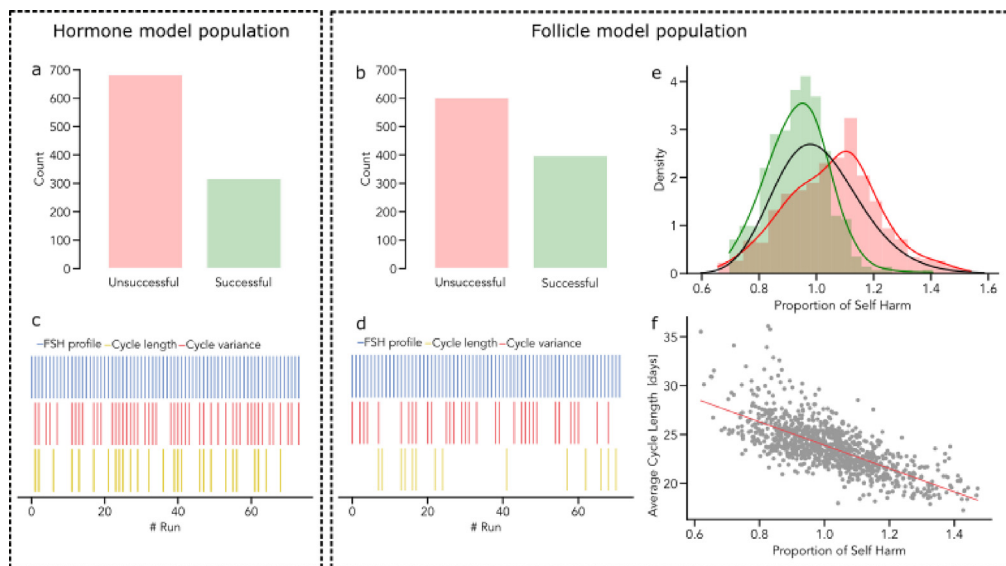 Hormone model population
Follicle model population
a
700
600
500
400
300
200
100
0
Count
Unsuccessful
Successful
b
700
600
500
400
300
200
100
0
Count
Unsuccessful
Successful
e
4
3
2
1
0
Density
0.6
0.8
1.0
1.2
1.4
1.6
Proportion of Self Harm
c
FSH profile
Cycle length
Cycle variance
0
20
40
60
# Run
d
FSH profile
Cycle length
Cycle variance
0
20
40
60
# Run
f
35
30
25
20
Average Cycle Length [days]
0.6
0.8
1.0
1.2
1.4
Proportion of Self Harm